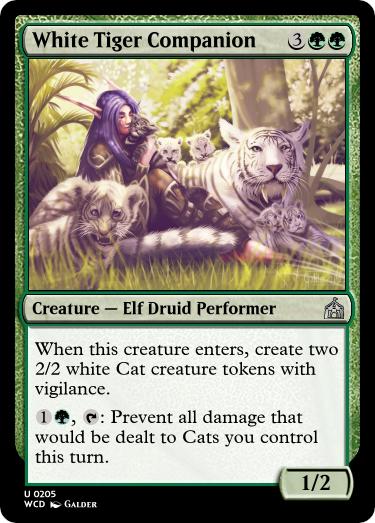 White Tiger Companion 3
Creature — Elf Druid Performer
When this creature enters, create two
2/2 white Cat creature tokens with
vigilance.
1 , : Prevent all damage that
would be dealt to Cats you control
this turn.
1/2
U 0205
WCD Galder